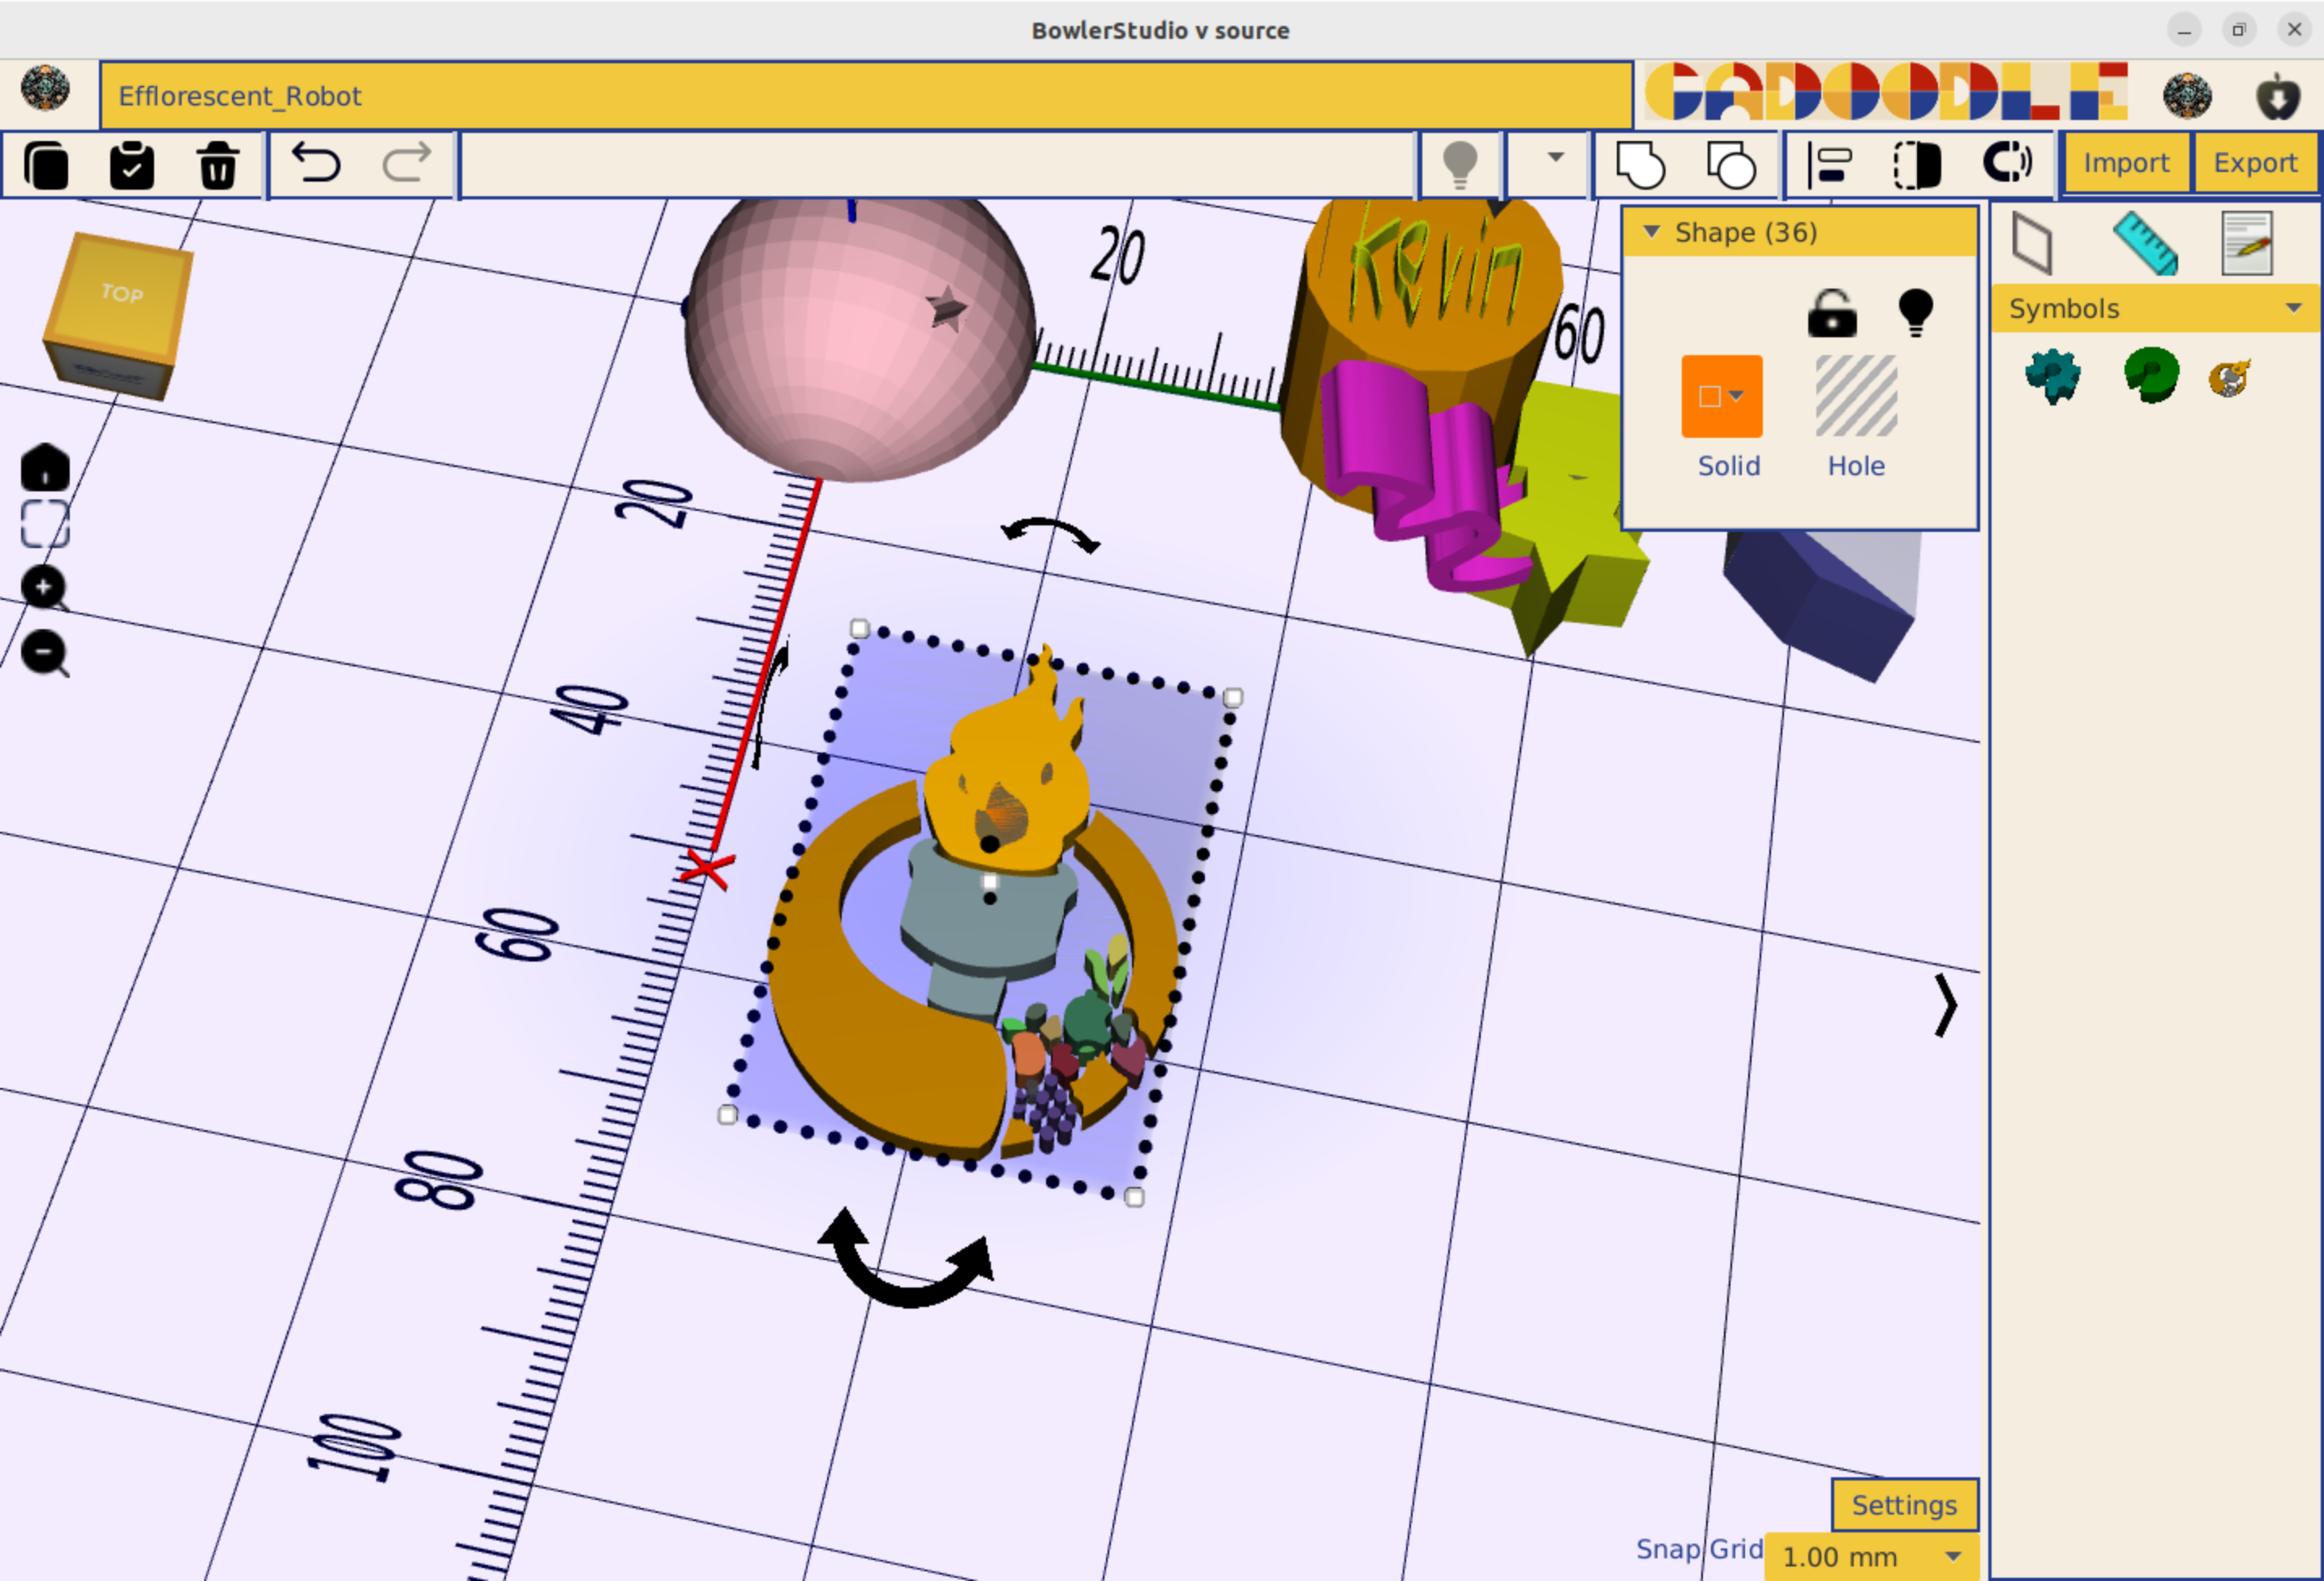 BowlerStudio v source
Efflorescent_Robot
CADOODLE
Import
Export
TOP
20
kevin
60
Shape (36)
Solid
Hole
Symbols
20
40
60
80
100
Settings
Snap Grid
1.00 mm